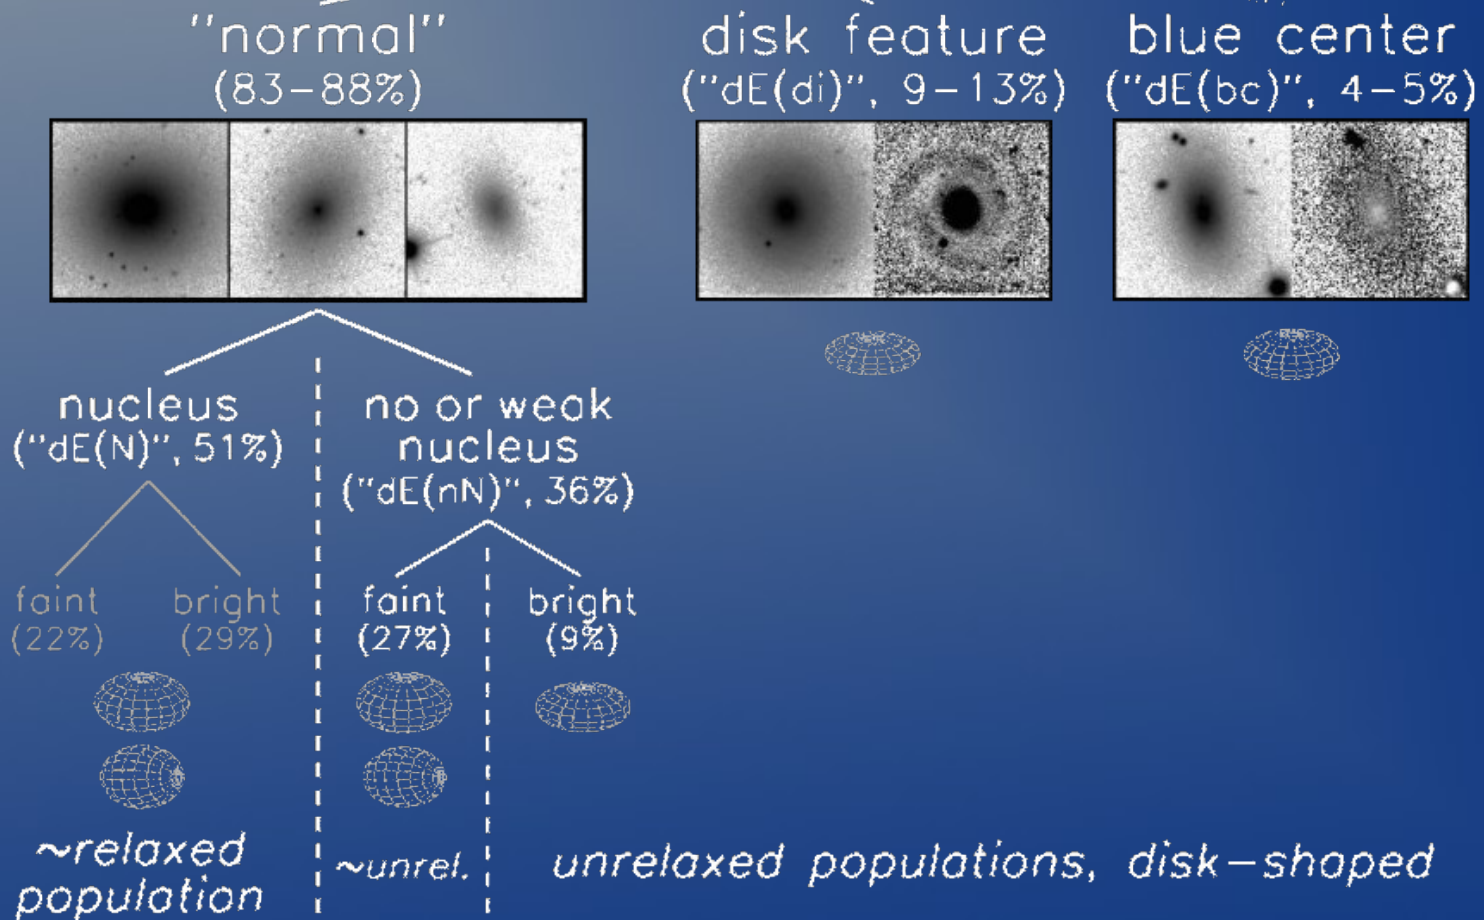 "normal"
(83-88%)
disk feature
("dE(di)", 9-13%)
blue center
("dE(bc)", 4-5%)
nucleus
("dE(N)", 51%)
no or weak
nucleus
("dE(nN)", 36%)
faint
(22%)
bright
(29%)
faint
(27%)
bright
(9%)
~relaxed
population
~unrel.
unrelaxed populations, disk-shaped